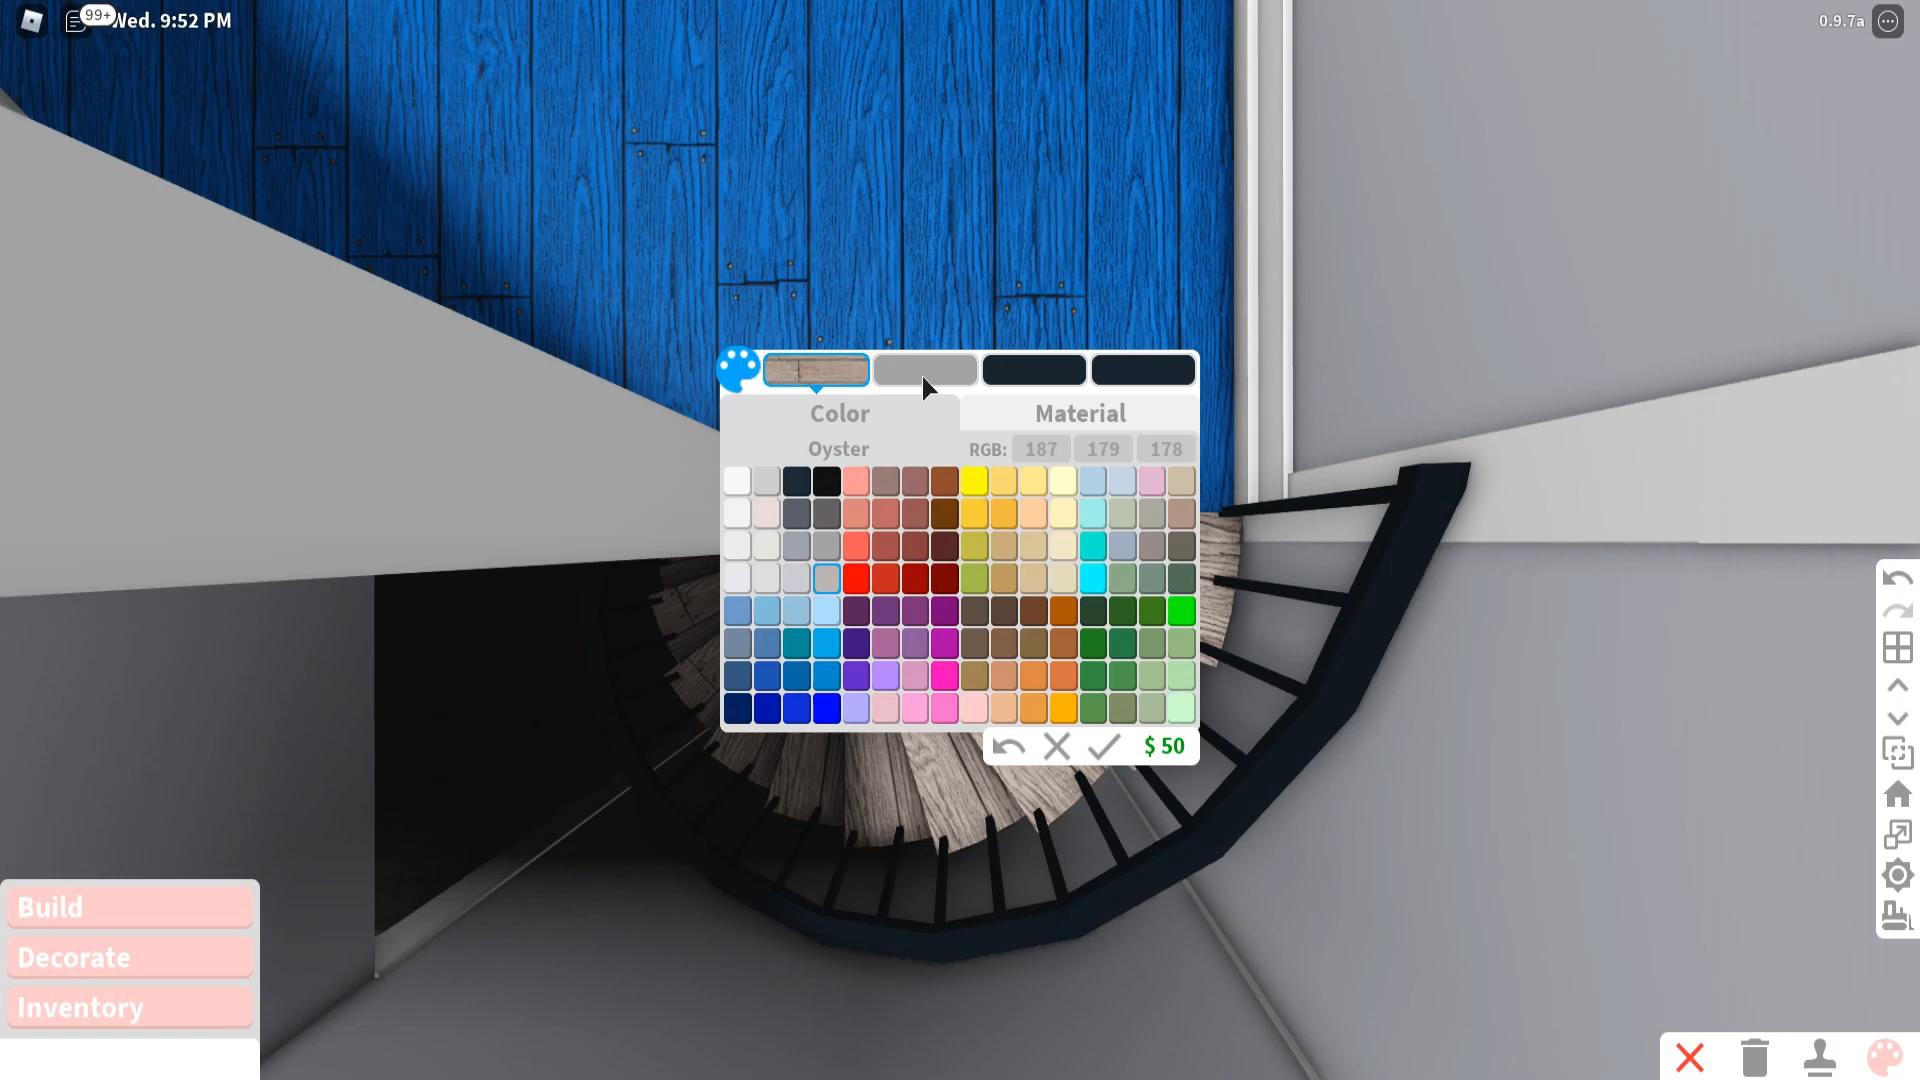 99+
Wed. 9:52 PM
0.9.7a
Color
Material
Oyster
RGB: 187 179 178
$ 50
Build
Decorate
Inventory